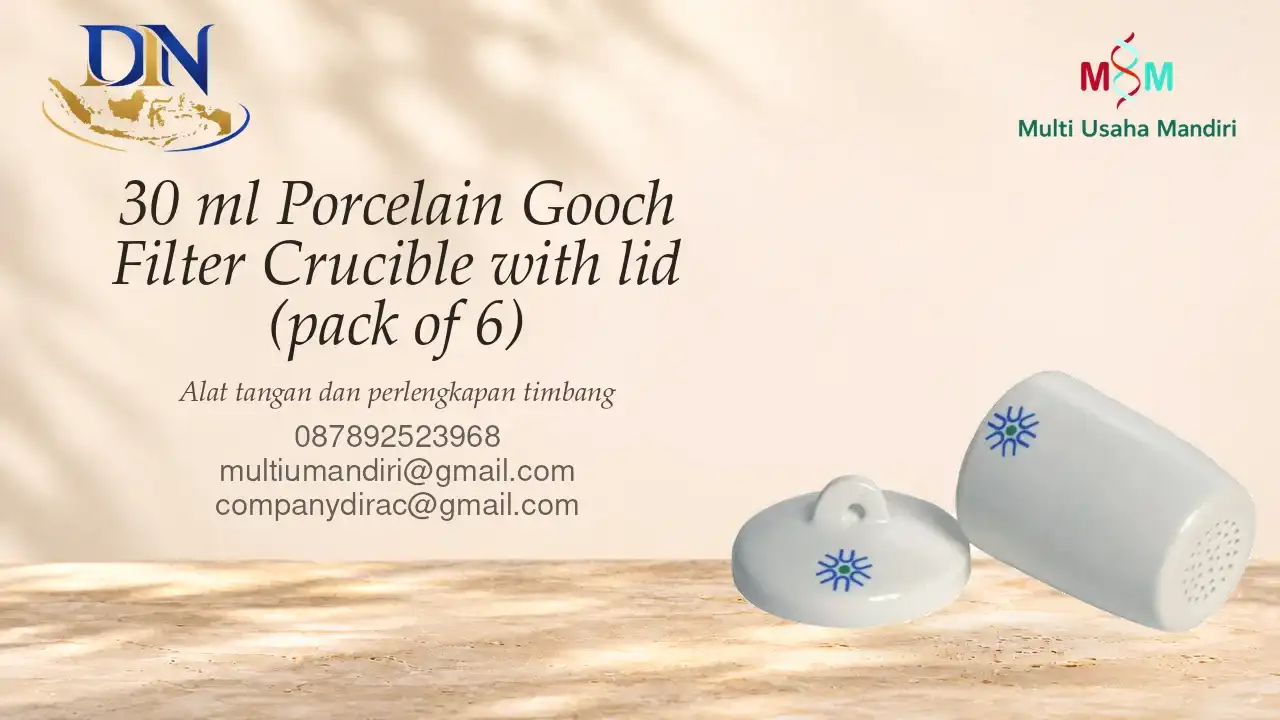 DN
MSM
Multi Usaha Mandiri
30 ml Porcelain Gooch
Filter Crucible with lid
(pack of 6)
Alat tangan dan perlengkapan timbang
087892523968
multiumandiri@gmail.com
companydirac@gmail.com